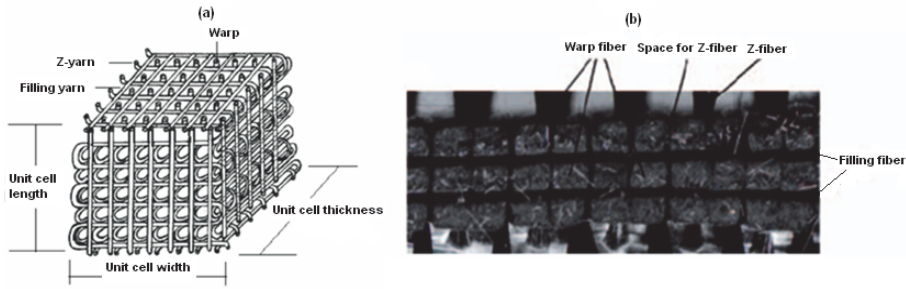 (a)
Warp
Z-yarn
Filling yarn
Unit cell
length
Unit cell thickness
Unit cell width
(b)
Warp fiber
Space for Z-fiber
Z-fiber
Filling fiber